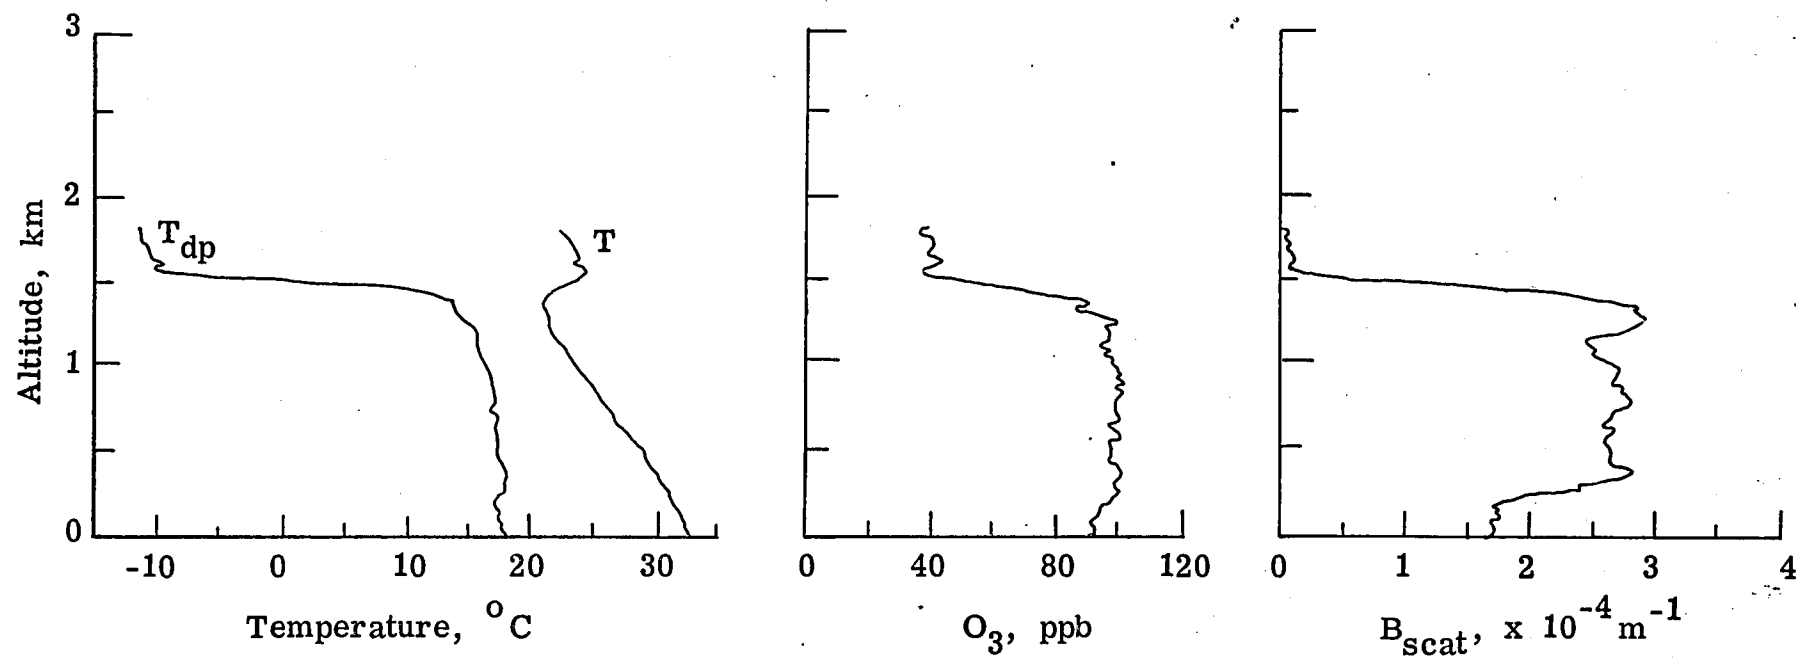 3
2
1
0
Altitude, km
T_dp
T
-10 0 10 20 30
Temperature, °C
0 40 80 120
O₃, ppb
0 1 2 3 4
B_scat, x 10⁻⁴ m⁻¹